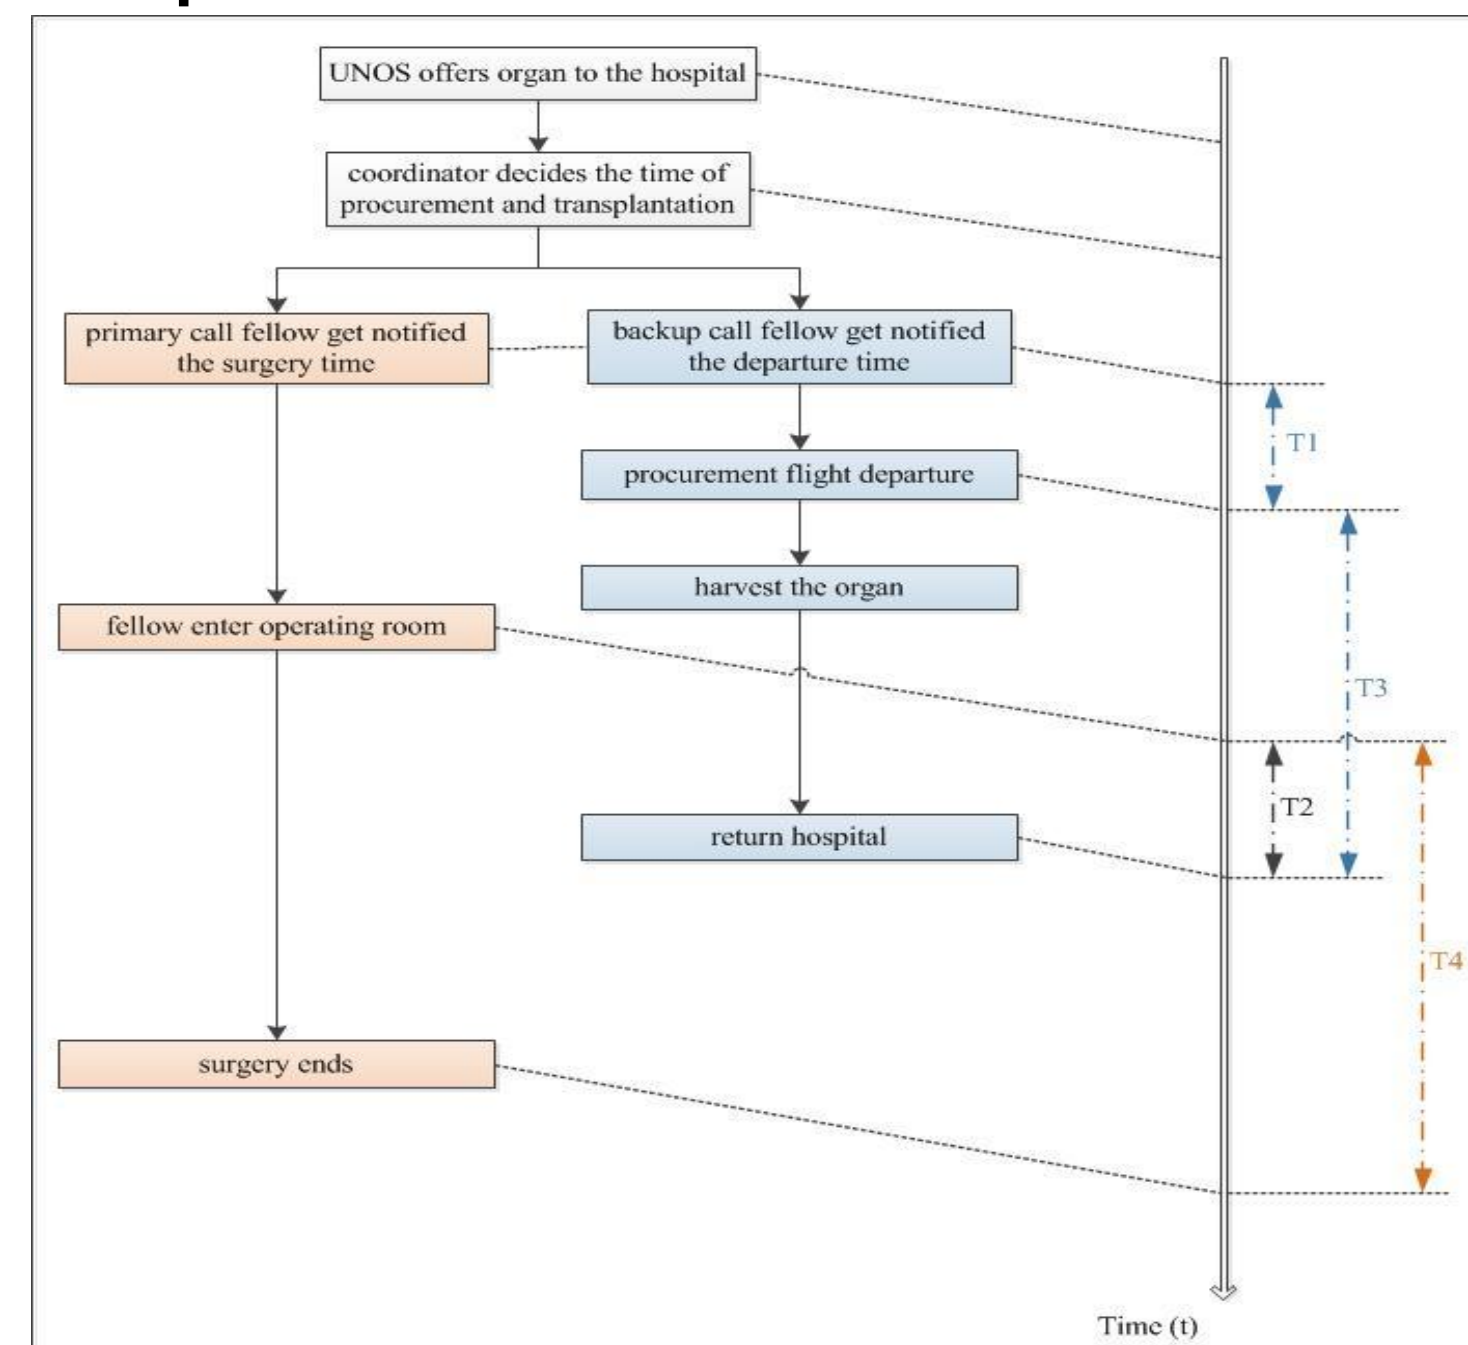 UNOS offers organ to the hospital
coordinator decides the time of
procurement and transplantation
primary call fellow get notified
the surgery time
backup call fellow get notified
the departure time
T1
procurement flight departure
harvest the organ
fellow enter operating room
T3
T2
return hospital
T4
surgery ends
Time (t)